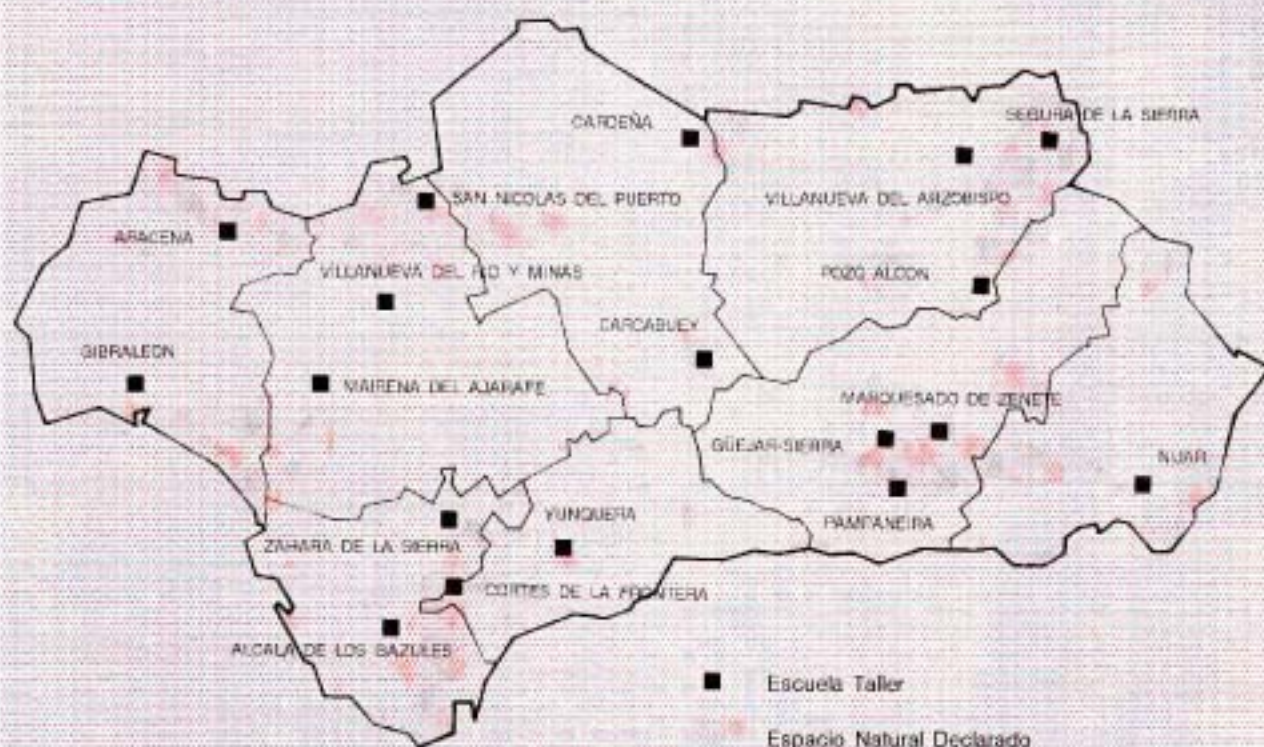 CARDEÑA
SEGURA DE LA SIERRA
SAN NICOLAS DEL PUERTO
VILLANUEVA DEL ARZOBISPO
ARACENA
VILLANUEVA DEL RIO Y MINAS
POZO ALCON
CARCABUEY
GIBRALEON
MAIRENA DEL AJARAFE
MARQUESADO DE ZENETE
GÜEJAR-SIERRA
NIJAR
YUNQUERA
PAMPANEIRA
ZAHARA DE LA SIERRA
CORTES DE LA FRONTERA
ALCALA DE LOS GAZULES
Escuela Taller
Espacio Natural Declarado